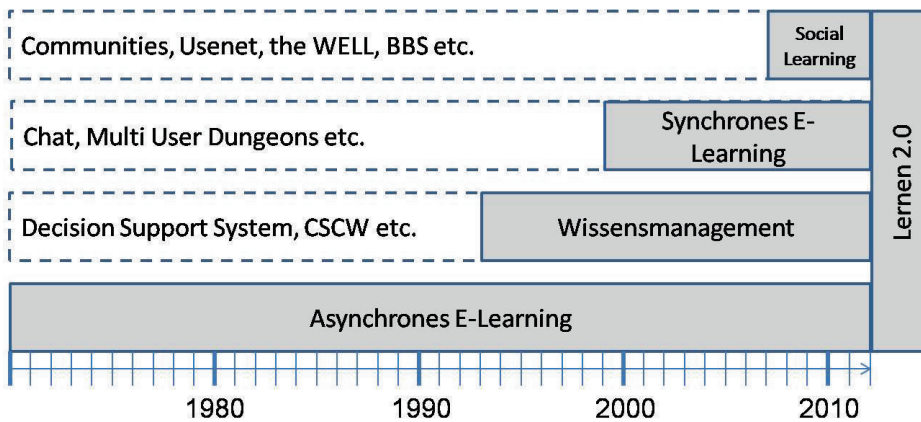 Communities, Usenet, the WELL, BBS etc.
Social
Learning
Chat, Multi User Dungeons etc.
Synchrones E-
Learning
Decision Support System, CSCW etc.
Wissensmanagement
Asynchrones E-Learning
Lernen 2.0
1980
1990
2000
2010